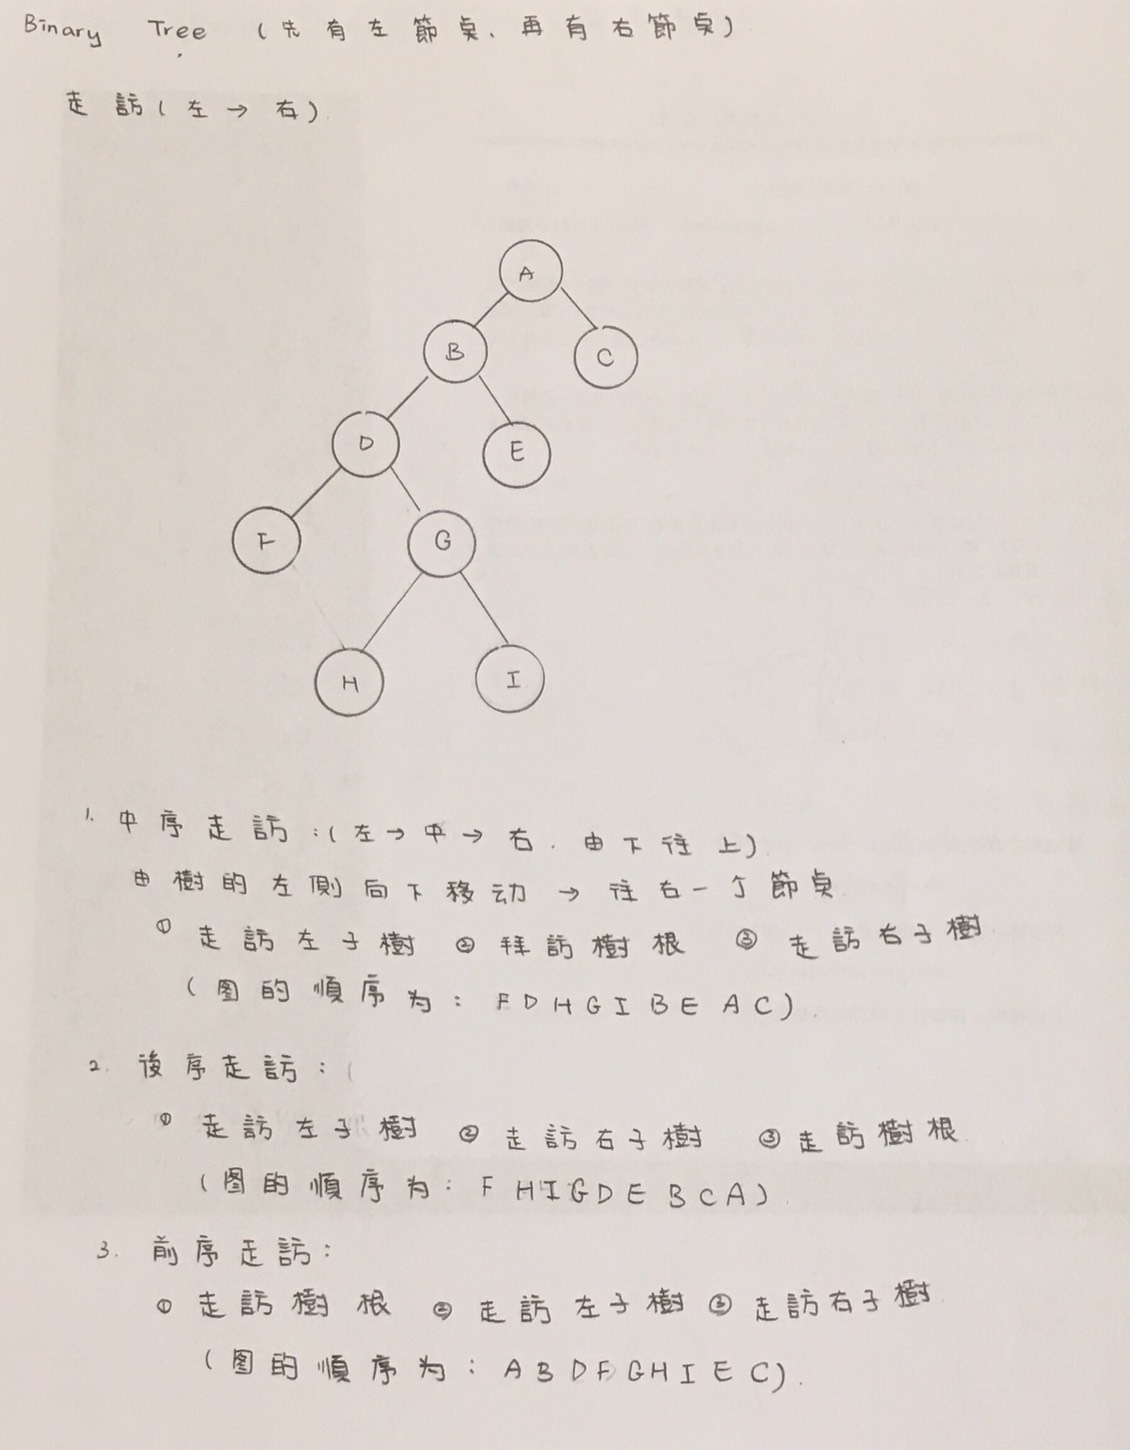 Binary Tree (先有左節臭、再有右節臭)
走訪(左→右)
A
B
C
D
E
F
G
H
I
1. 中序走訪:(左→中→右.由下往上)
由樹的左側向下移动→往右一个節臭
① 走訪左子樹 ② 拜訪樹根 ③ 走訪右子樹
(图的順序为: FDHGIBEAC)
2. 後序走訪:(
① 走訪左子樹 ② 走訪右子樹 ③ 走訪樹根
(图的順序为: FHIGDEBCA)
3. 前序走訪:
① 走訪樹根 ② 走訪左子樹 ③ 走訪右子樹
(图的順序为: ABDFGHIEC).